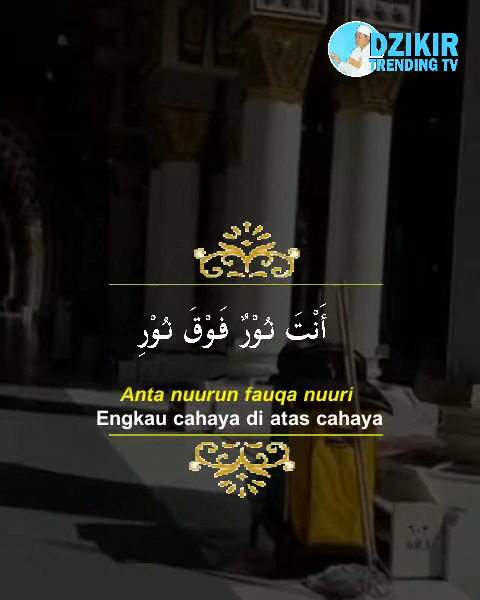 DZIKIR
TRENDING TV
أَنْتَ نُوْرٌ فَوْقَ نُوْرِ
Anta nuurun fauqa nuuri
Engkau cahaya di atas cahaya